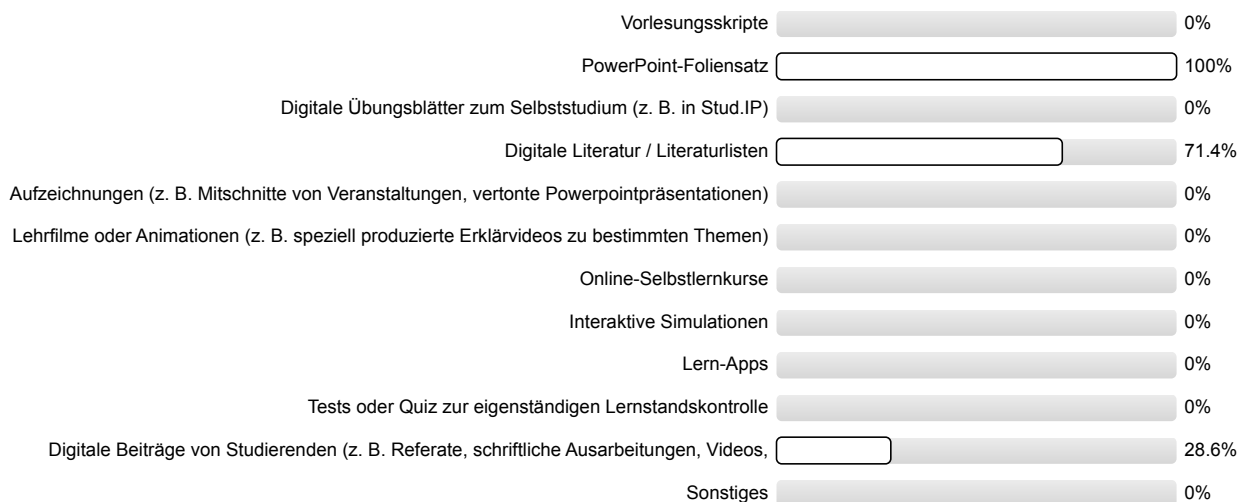 Vorlesungsskripte 0%
PowerPoint-Foliensatz 100%
Digitale Übungsblätter zum Selbststudium (z. B. in Stud.IP) 0%
Digitale Literatur / Literaturlisten 71.4%
Aufzeichnungen (z. B. Mitschnitte von Veranstaltungen, vertonte Powerpointpräsentationen) 0%
Lehrfilme oder Animationen (z. B. speziell produzierte Erklärvideos zu bestimmten Themen) 0%
Online-Selbstlernkurse 0%
Interaktive Simulationen 0%
Lern-Apps 0%
Tests oder Quiz zur eigenständigen Lernstandskontrolle 0%
Digitale Beiträge von Studierenden (z. B. Referate, schriftliche Ausarbeitungen, Videos, 28.6%
Sonstiges 0%